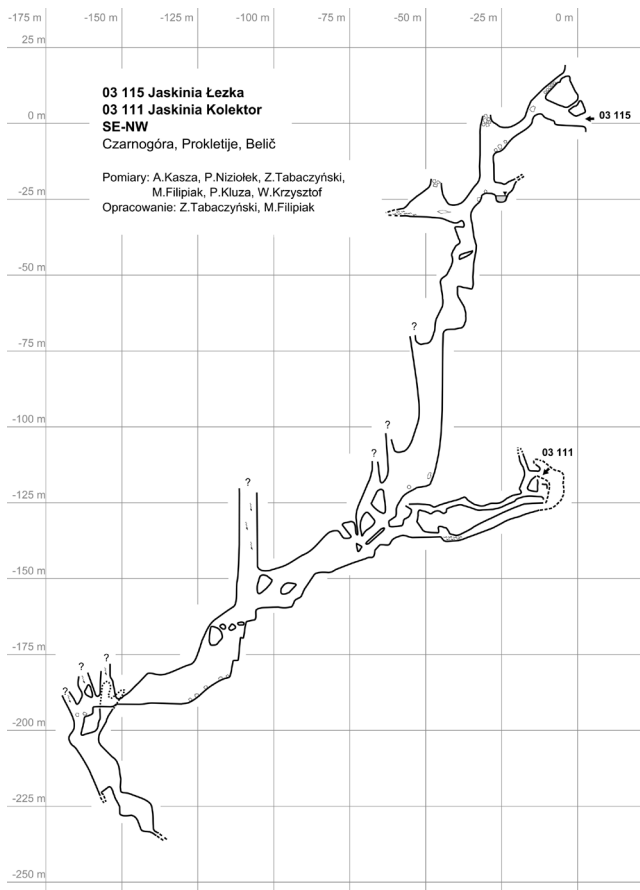 -175 m -150 m -125 m -100 m -75 m -50 m -25 m 0 m
25 m
03 115 Jaskinia Łezka
03 111 Jaskinia Kolektor
SE-NW
Czarnogóra, Prokletije, Belič
Pomiary: A.Kasza, P.Niziołek, Z.Tabaczyński,
M.Filipiak, P.Kluza, W.Krzysztof
Opracowanie: Z.Tabaczyński, M.Filipiak
03 115
0 m
-25 m
-50 m
?
-75 m
?
-100 m
?
03 111
?
-125 m
-150 m
-175 m
?
?
?
-200 m
-225 m
-250 m